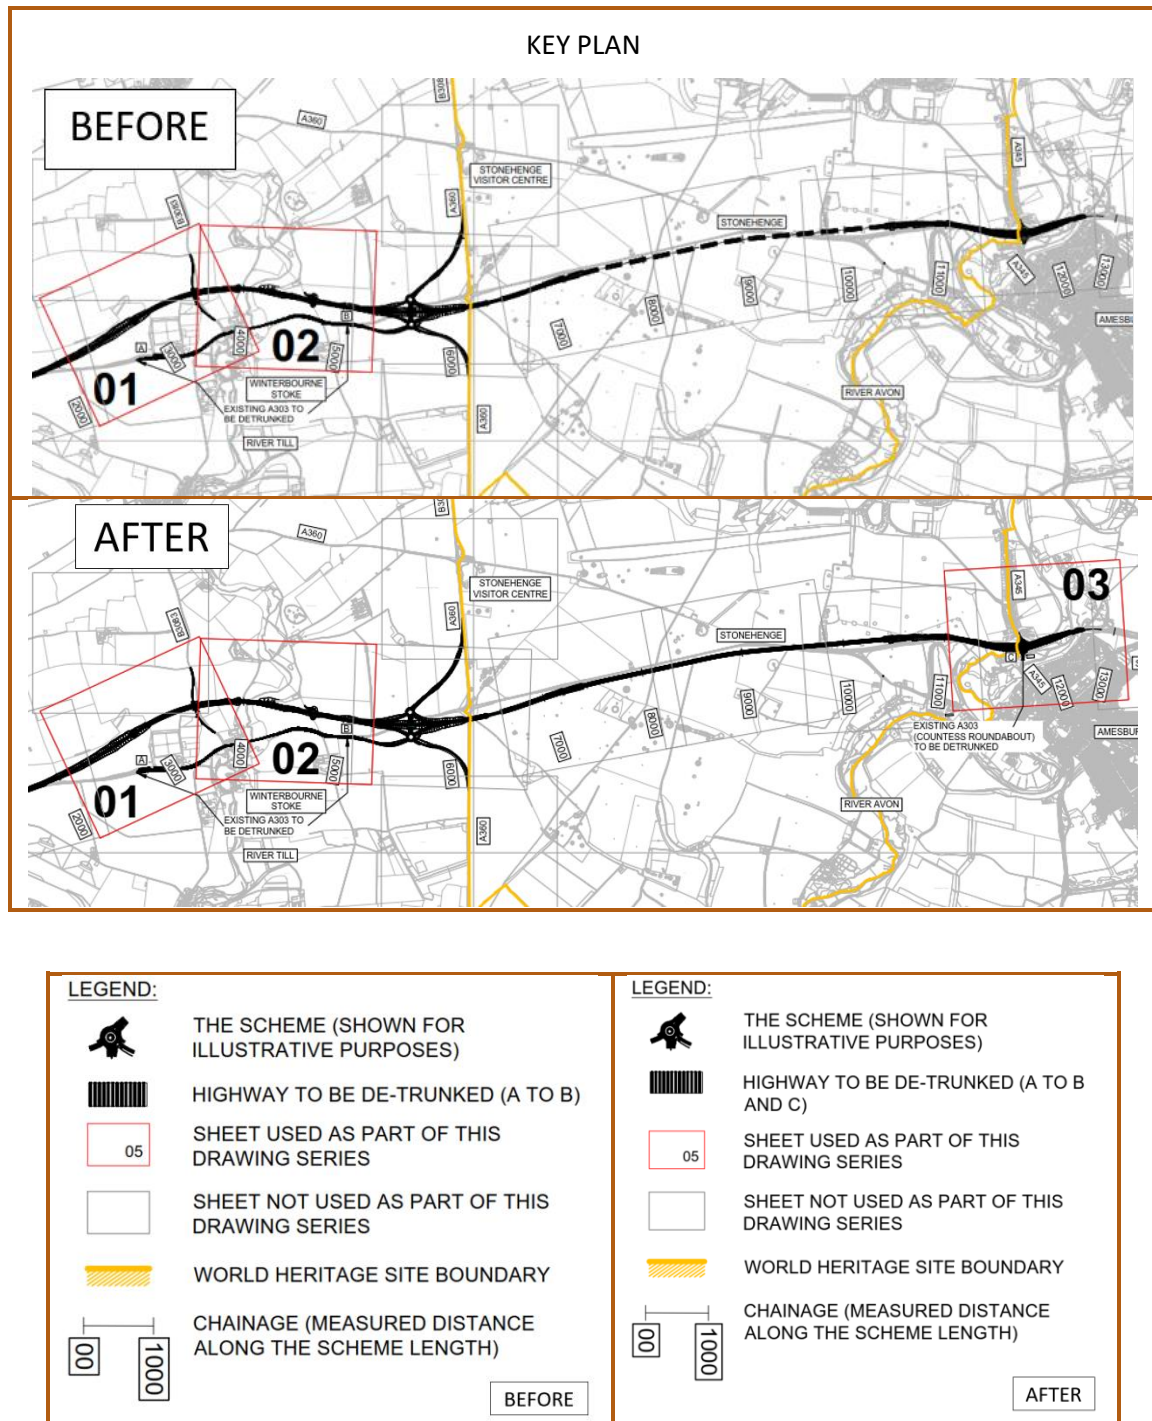 KEY PLAN
BEFORE
A360
STONEHENGE
VISITOR CENTRE
A360
A345
B3083
STONEHENGE
A345
11000
12000
13000
10000
9000
8000
7000
6000
5000
4000
3000
2000
A
B
01
02
WINTERBOURNE
STOKE
EXISTING A303 TO
BE DETRUNKED
RIVER TILL
A360
RIVER AVON
AFTER
A360
STONEHENGE
VISITOR CENTRE
A360
A345
03
B3083
STONEHENGE
C
A345
11000
12000
13000
10000
9000
8000
7000
6000
5000
4000
3000
2000
A
B
01
02
EXISTING A303
(COUNTESS ROUNDABOUT)
TO BE DETRUNKED
WINTERBOURNE
STOKE
EXISTING A303 TO
BE DETRUNKED
RIVER TILL
A360
RIVER AVON
LEGEND:
THE SCHEME (SHOWN FOR
ILLUSTRATIVE PURPOSES)
HIGHWAY TO BE DE-TRUNKED (A TO B)
05
SHEET USED AS PART OF THIS
DRAWING SERIES
SHEET NOT USED AS PART OF THIS
DRAWING SERIES
WORLD HERITAGE SITE BOUNDARY
00
1000
CHAINAGE (MEASURED DISTANCE
ALONG THE SCHEME LENGTH)
BEFORE
LEGEND:
THE SCHEME (SHOWN FOR
ILLUSTRATIVE PURPOSES)
HIGHWAY TO BE DE-TRUNKED (A TO B
AND C)
05
SHEET USED AS PART OF THIS
DRAWING SERIES
SHEET NOT USED AS PART OF THIS
DRAWING SERIES
WORLD HERITAGE SITE BOUNDARY
00
1000
CHAINAGE (MEASURED DISTANCE
ALONG THE SCHEME LENGTH)
AFTER